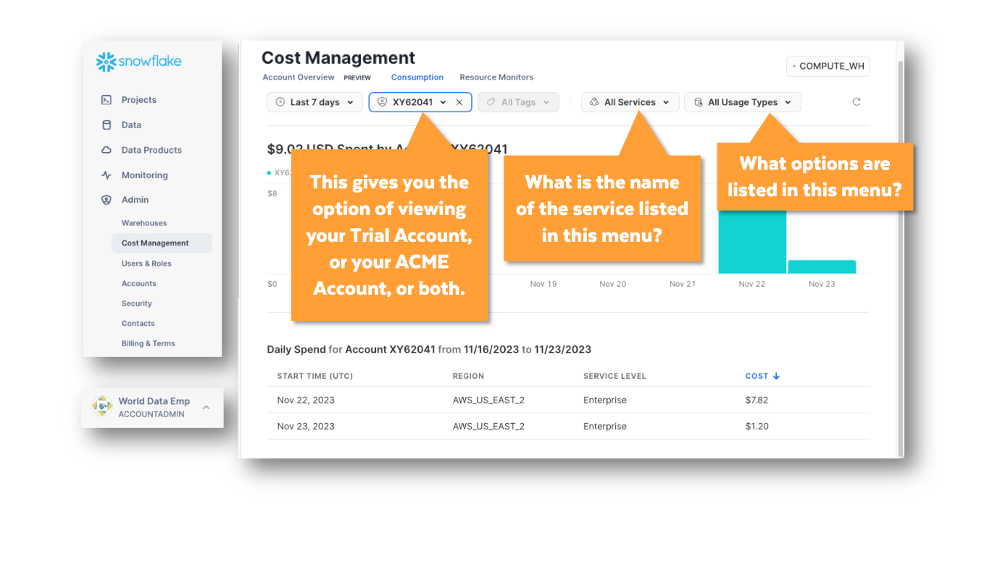 snowflake
Projects
Data
Data Products
Monitoring
Admin
Warehouses
Cost Management
Users & Roles
Accounts
Security
Contacts
Billing & Terms
World Data Emp
ACCOUNTADMIN
Cost Management
COMPUTE_WH
Account Overview PREVIEW Consumption Resource Monitors
Last 7 days XY62041 All Tags All Services All Usage Types
$9.02 USD Spent by XY62041
$8
$0
This gives you the
option of viewing
your Trial Account,
or your ACME
Account, or both.
What is the name
of the service listed
in this menu?
What options are
listed in this menu?
Nov 19 Nov 20 Nov 21 Nov 22 Nov 23
Daily Spend for Account XY62041 from 11/16/2023 to 11/23/2023
START TIME (UTC) REGION SERVICE LEVEL COST
Nov 22, 2023 AWS_US_EAST_2 Enterprise $7.82
Nov 23, 2023 AWS_US_EAST_2 Enterprise $1.20